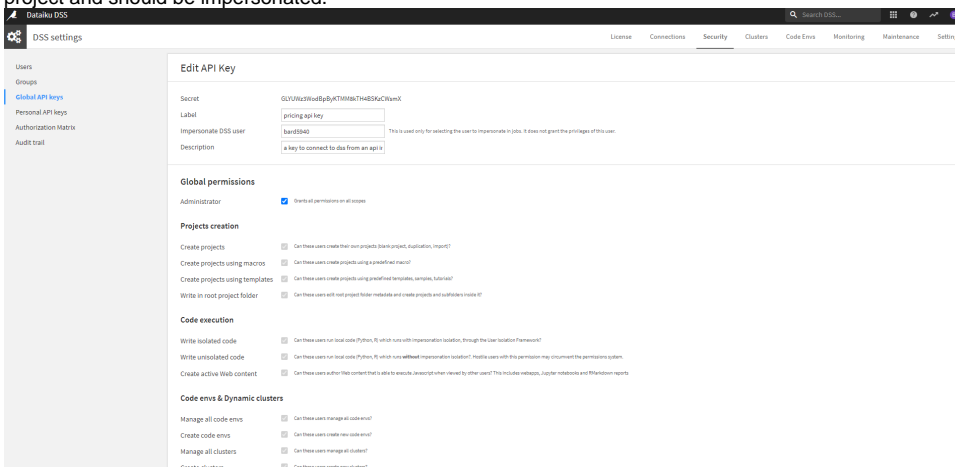 project and should be impersonated.
Dataiku DSS
Search DSS...
DSS settings
License Connections Security Clusters Code Envs Monitoring Maintenance Settin
Users
Groups
Global API keys
Personal API keys
Authorization Matrix
Audit trail
Edit API Key
Secret
Label pricing api key
Impersonate DSS user bard5940 This is used only for selecting the user to impersonate in jobs. It does not grant the privileges of this user.
Description a key to connect to dss from an api i
Global permissions
Administrator Grants all permissions on all scopes
Projects creation
Create projects Can these users create their own projects (blank project, duplication, import)?
Create projects using macros Can these users create projects using a predefined macro?
Create projects using templates Can these users create projects using predefined templates, samples, tutorials?
Write in root project folder Can these users edit root project folder metadata and create projects and subfolders inside it?
Code execution
Write isolated code Can these users run local code (Python, R) which runs with impersonation isolation, through the User Isolation Framework?
Write unisolated code Can these users run local code (Python, R) which runs without impersonation isolation?. Hostile users with this permission may circumvent the permissions system.
Create active Web content Can these users author Web content that is able to execute Javascript when viewed by other users? This includes webapps, Jupyter notebooks and RMarkdown reports
Code envs & Dynamic clusters
Manage all code envs Can these users manage all code envs?
Create code envs Can these users create new code envs?
Manage all clusters Can these users manage all clusters?